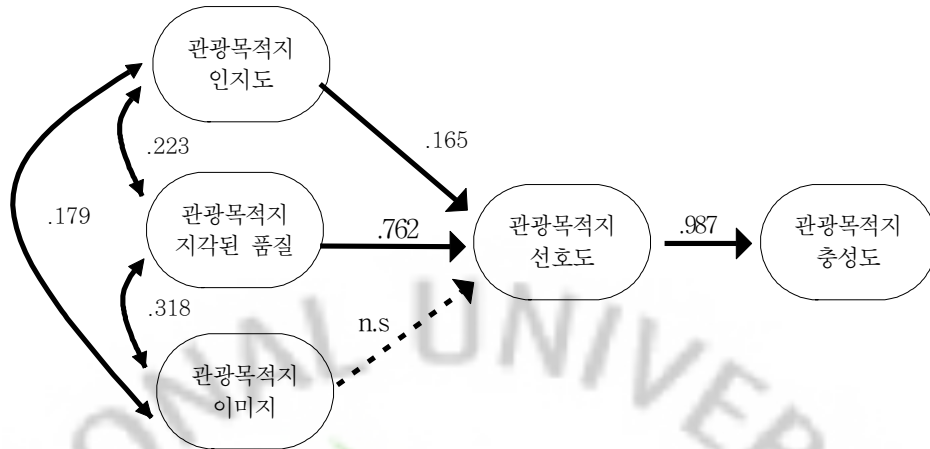 관광목적지
인지도
.165
.223
.179
관광목적지
지각된 품질
.762
관광목적지
선호도
.987
관광목적지
충성도
.318
n.s
관광목적지
이미지
ONAL UNIVER